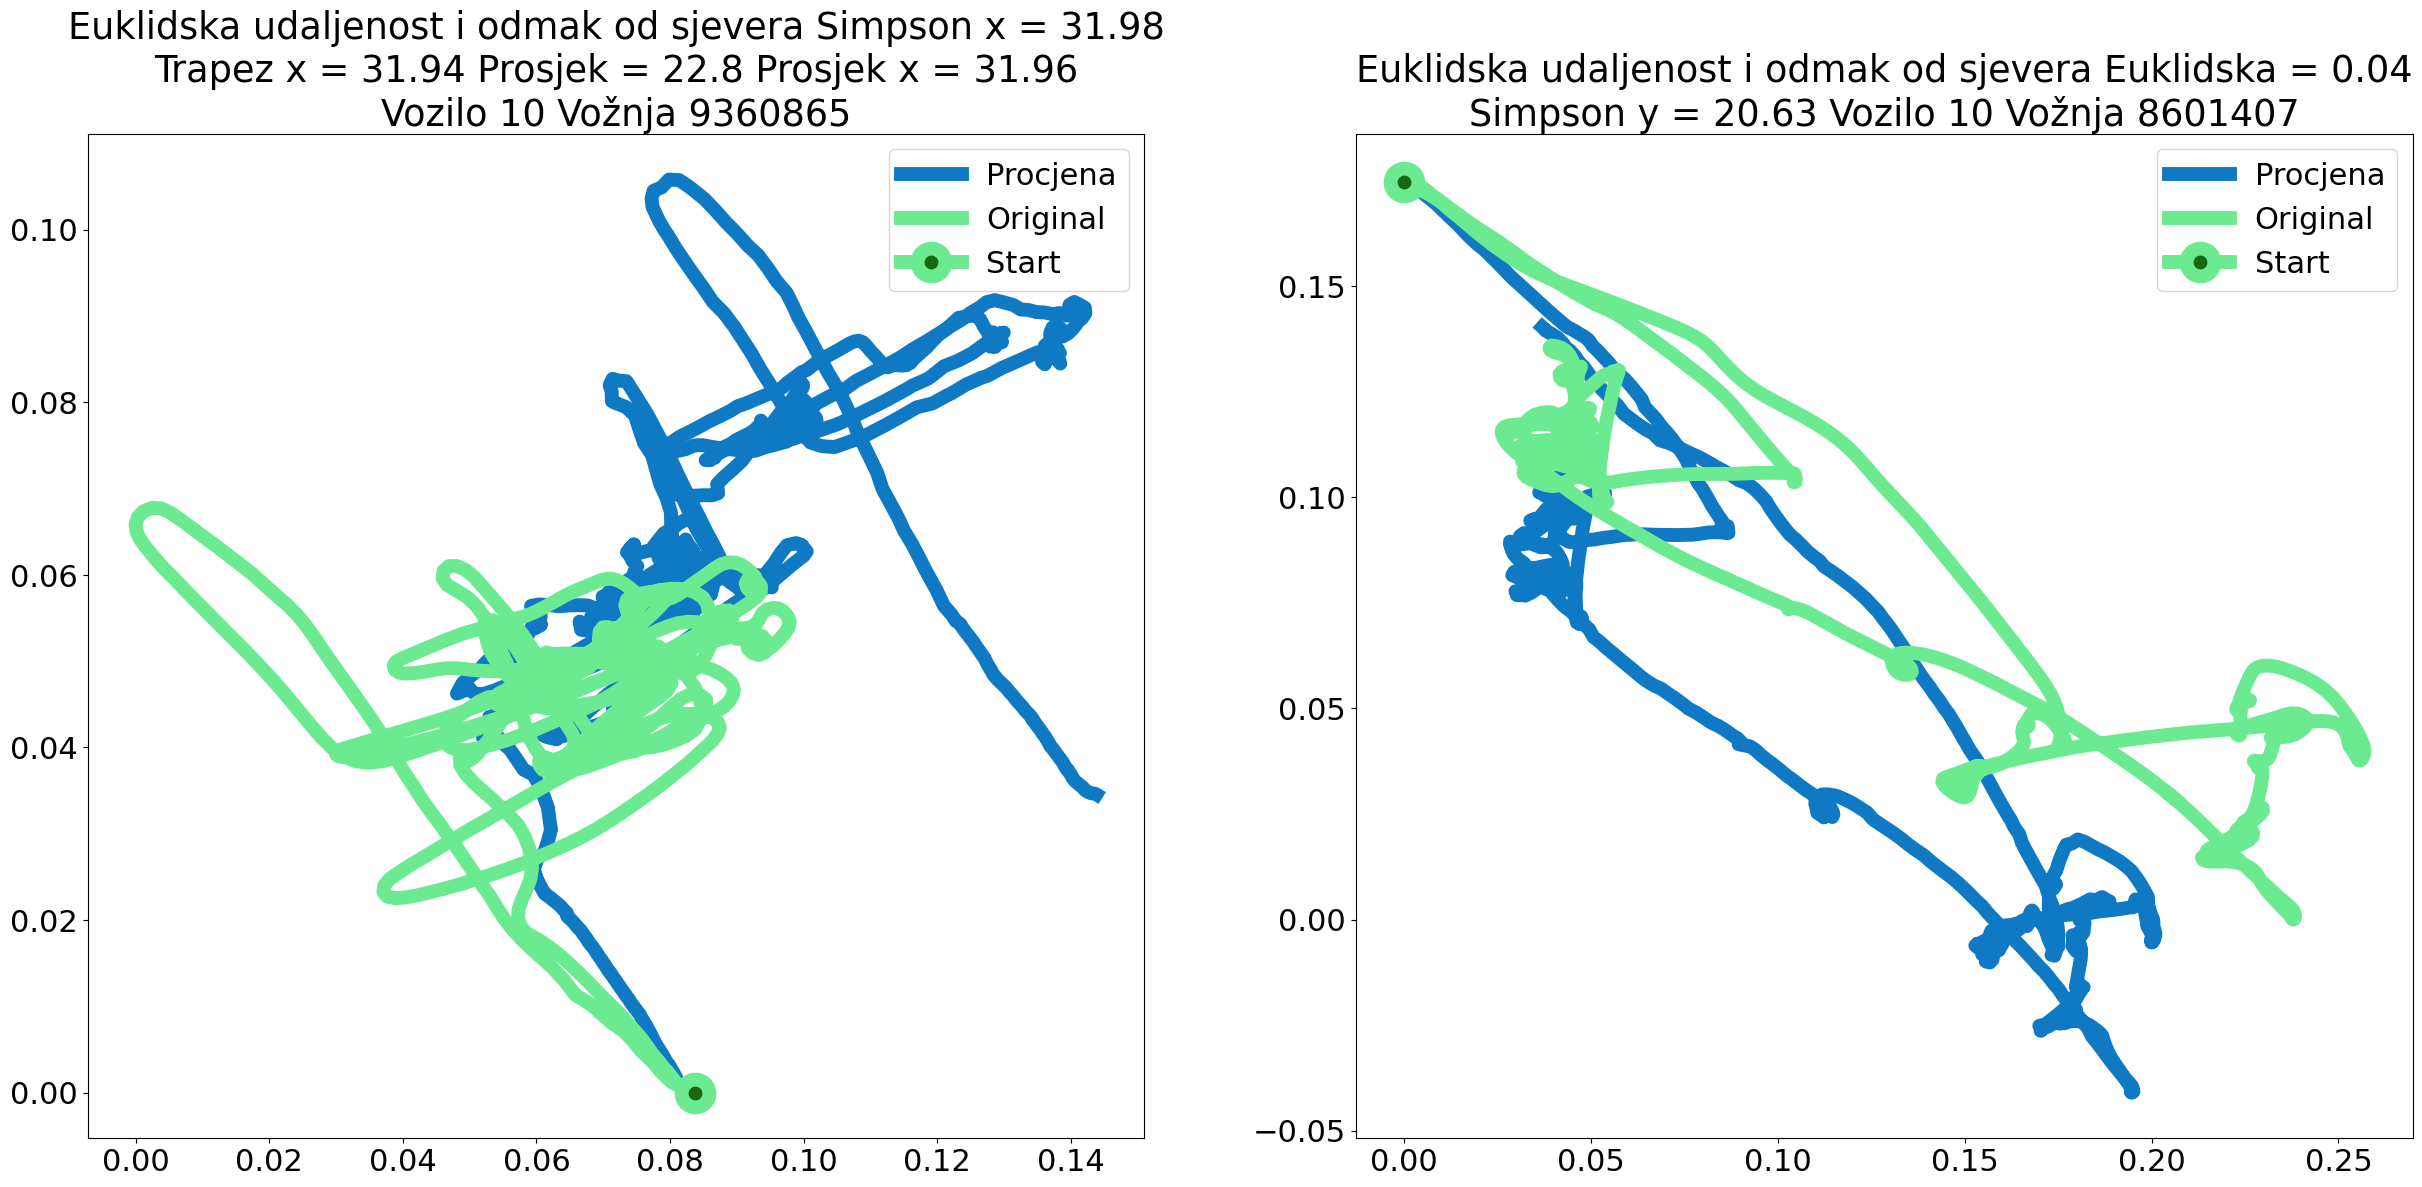 Euklidska udaljenost i odmak od sjevera Simpson x = 31.98
Trapez x = 31.94 Prosjek = 22.8 Prosjek x = 31.96
Vozilo 10 Vožnja 9360865
Procjena
Original
Start
0.10
0.08
0.06
0.04
0.02
0.00
0.00 0.02 0.04 0.06 0.08 0.10 0.12 0.14
Euklidska udaljenost i odmak od sjevera Euklidska = 0.04
Simpson y = 20.63 Vozilo 10 Vožnja 8601407
Procjena
Original
Start
0.15
0.10
0.05
0.00
−0.05
0.00 0.05 0.10 0.15 0.20 0.25